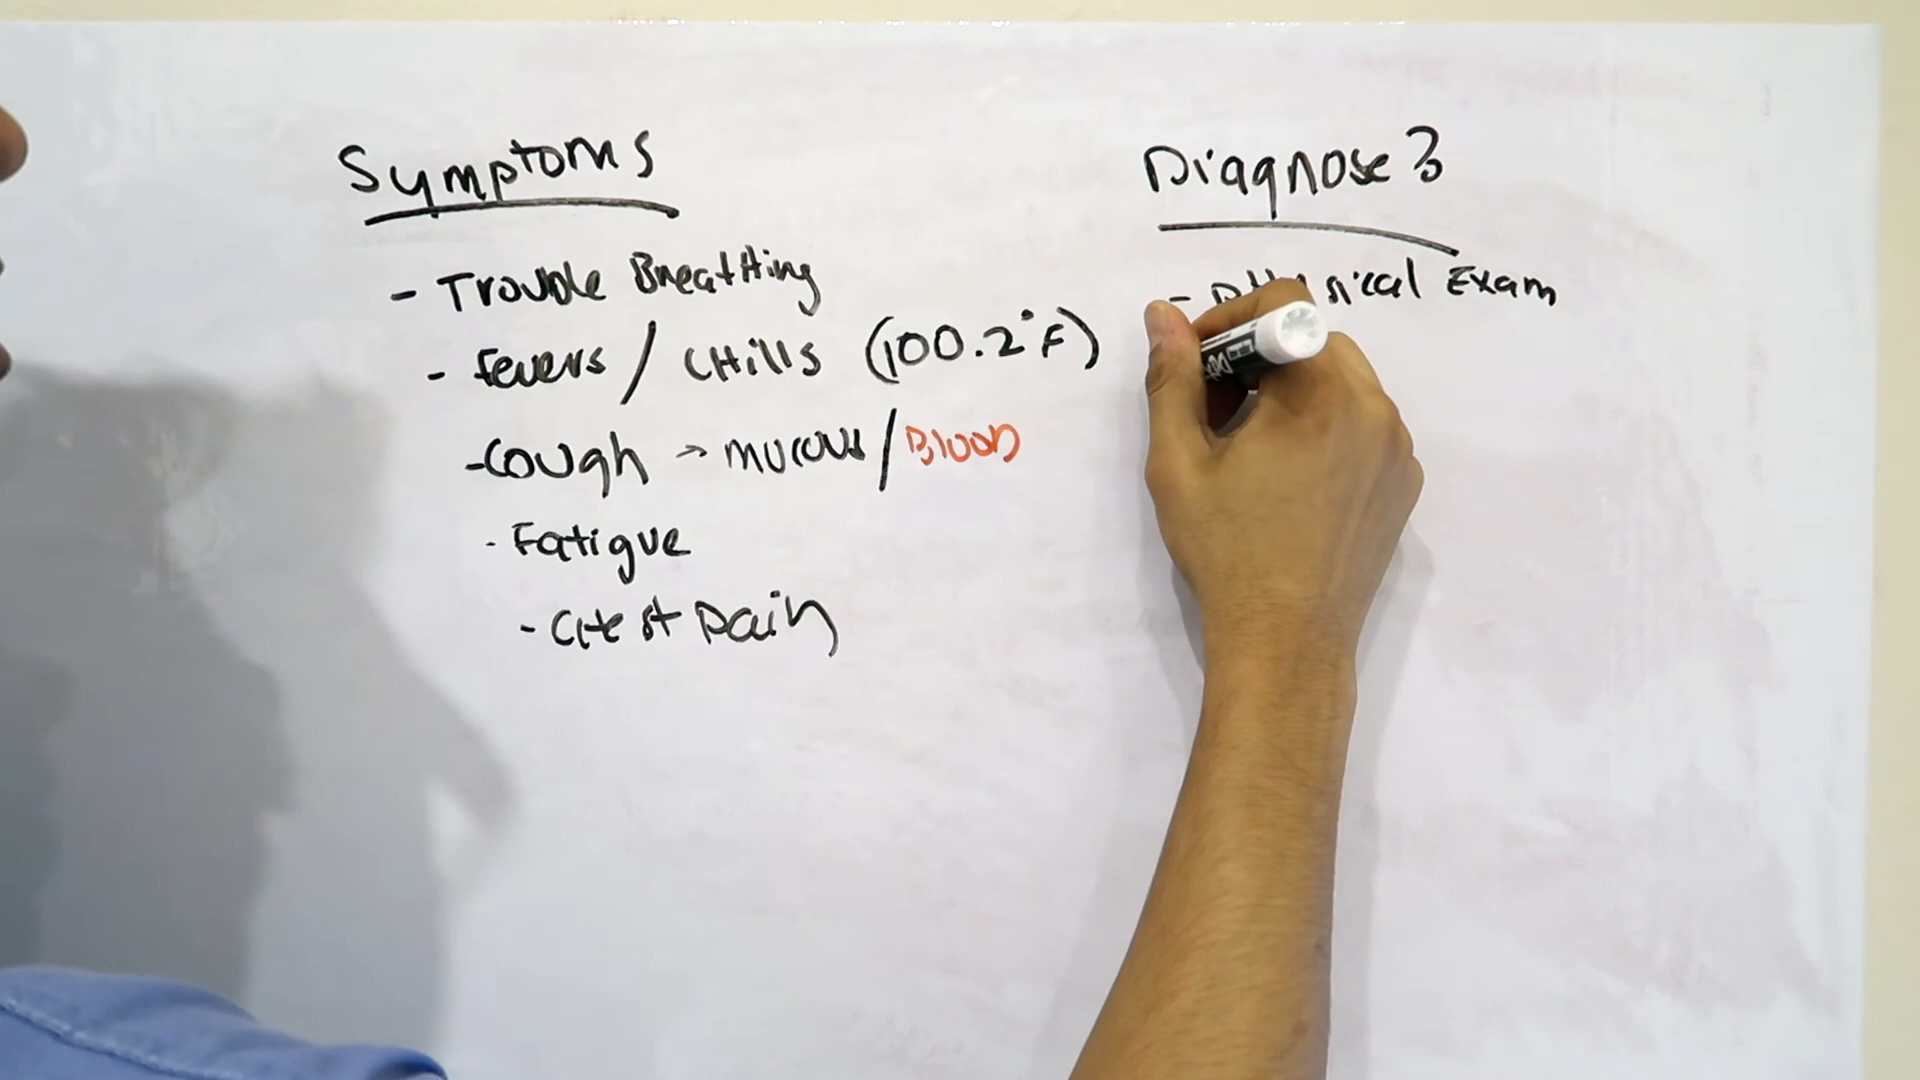 Symptoms
- Trouble Breathing
- Fevers / Chills (100.2°F)
- Cough → mucous / Blood
- Fatigue
- Chest Pain
Diagnose?
- Physical Exam